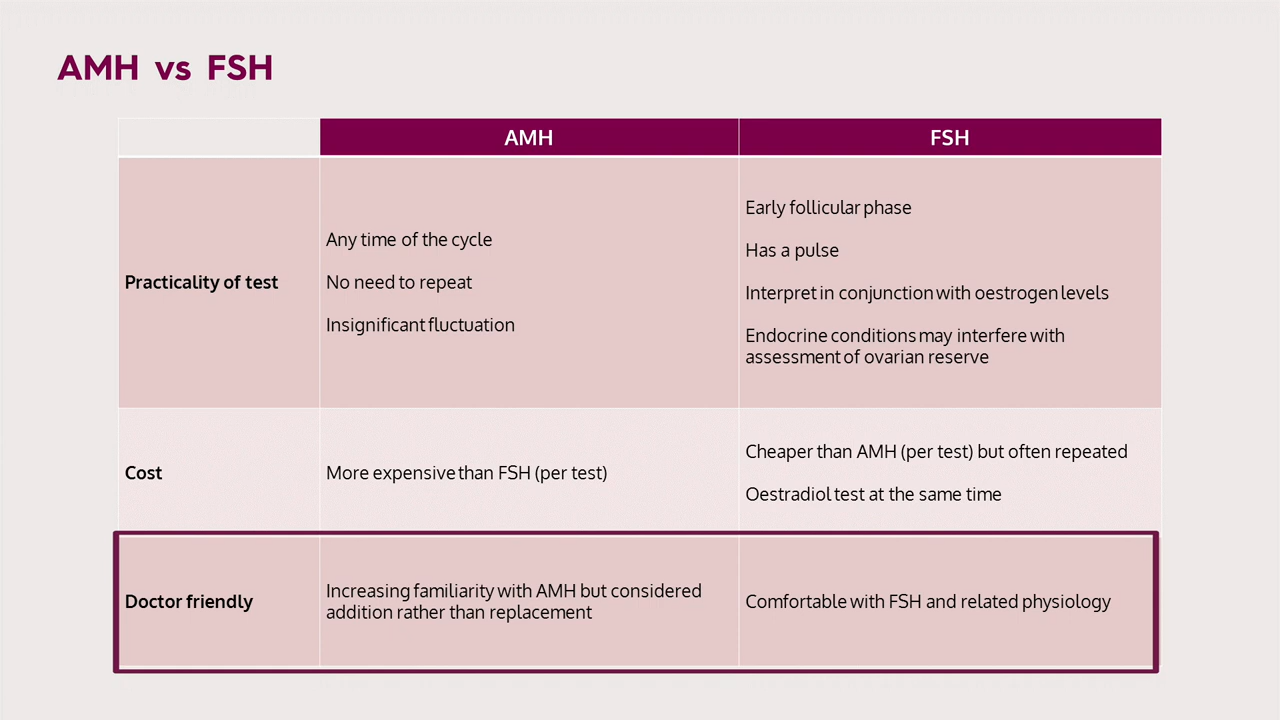 AMH vs FSH
AMH
FSH
Practicality of test
Any time of the cycle
No need to repeat
Insignificant fluctuation
Early follicular phase
Has a pulse
Interpret in conjunction with oestrogen levels
Endocrine conditions may interfere with
assessment of ovarian reserve
Cost
More expensive than FSH (per test)
Cheaper than AMH (per test) but often repeated
Oestradiol test at the same time
Doctor friendly
Increasing familiarity with AMH but considered
addition rather than replacement
Comfortable with FSH and related physiology